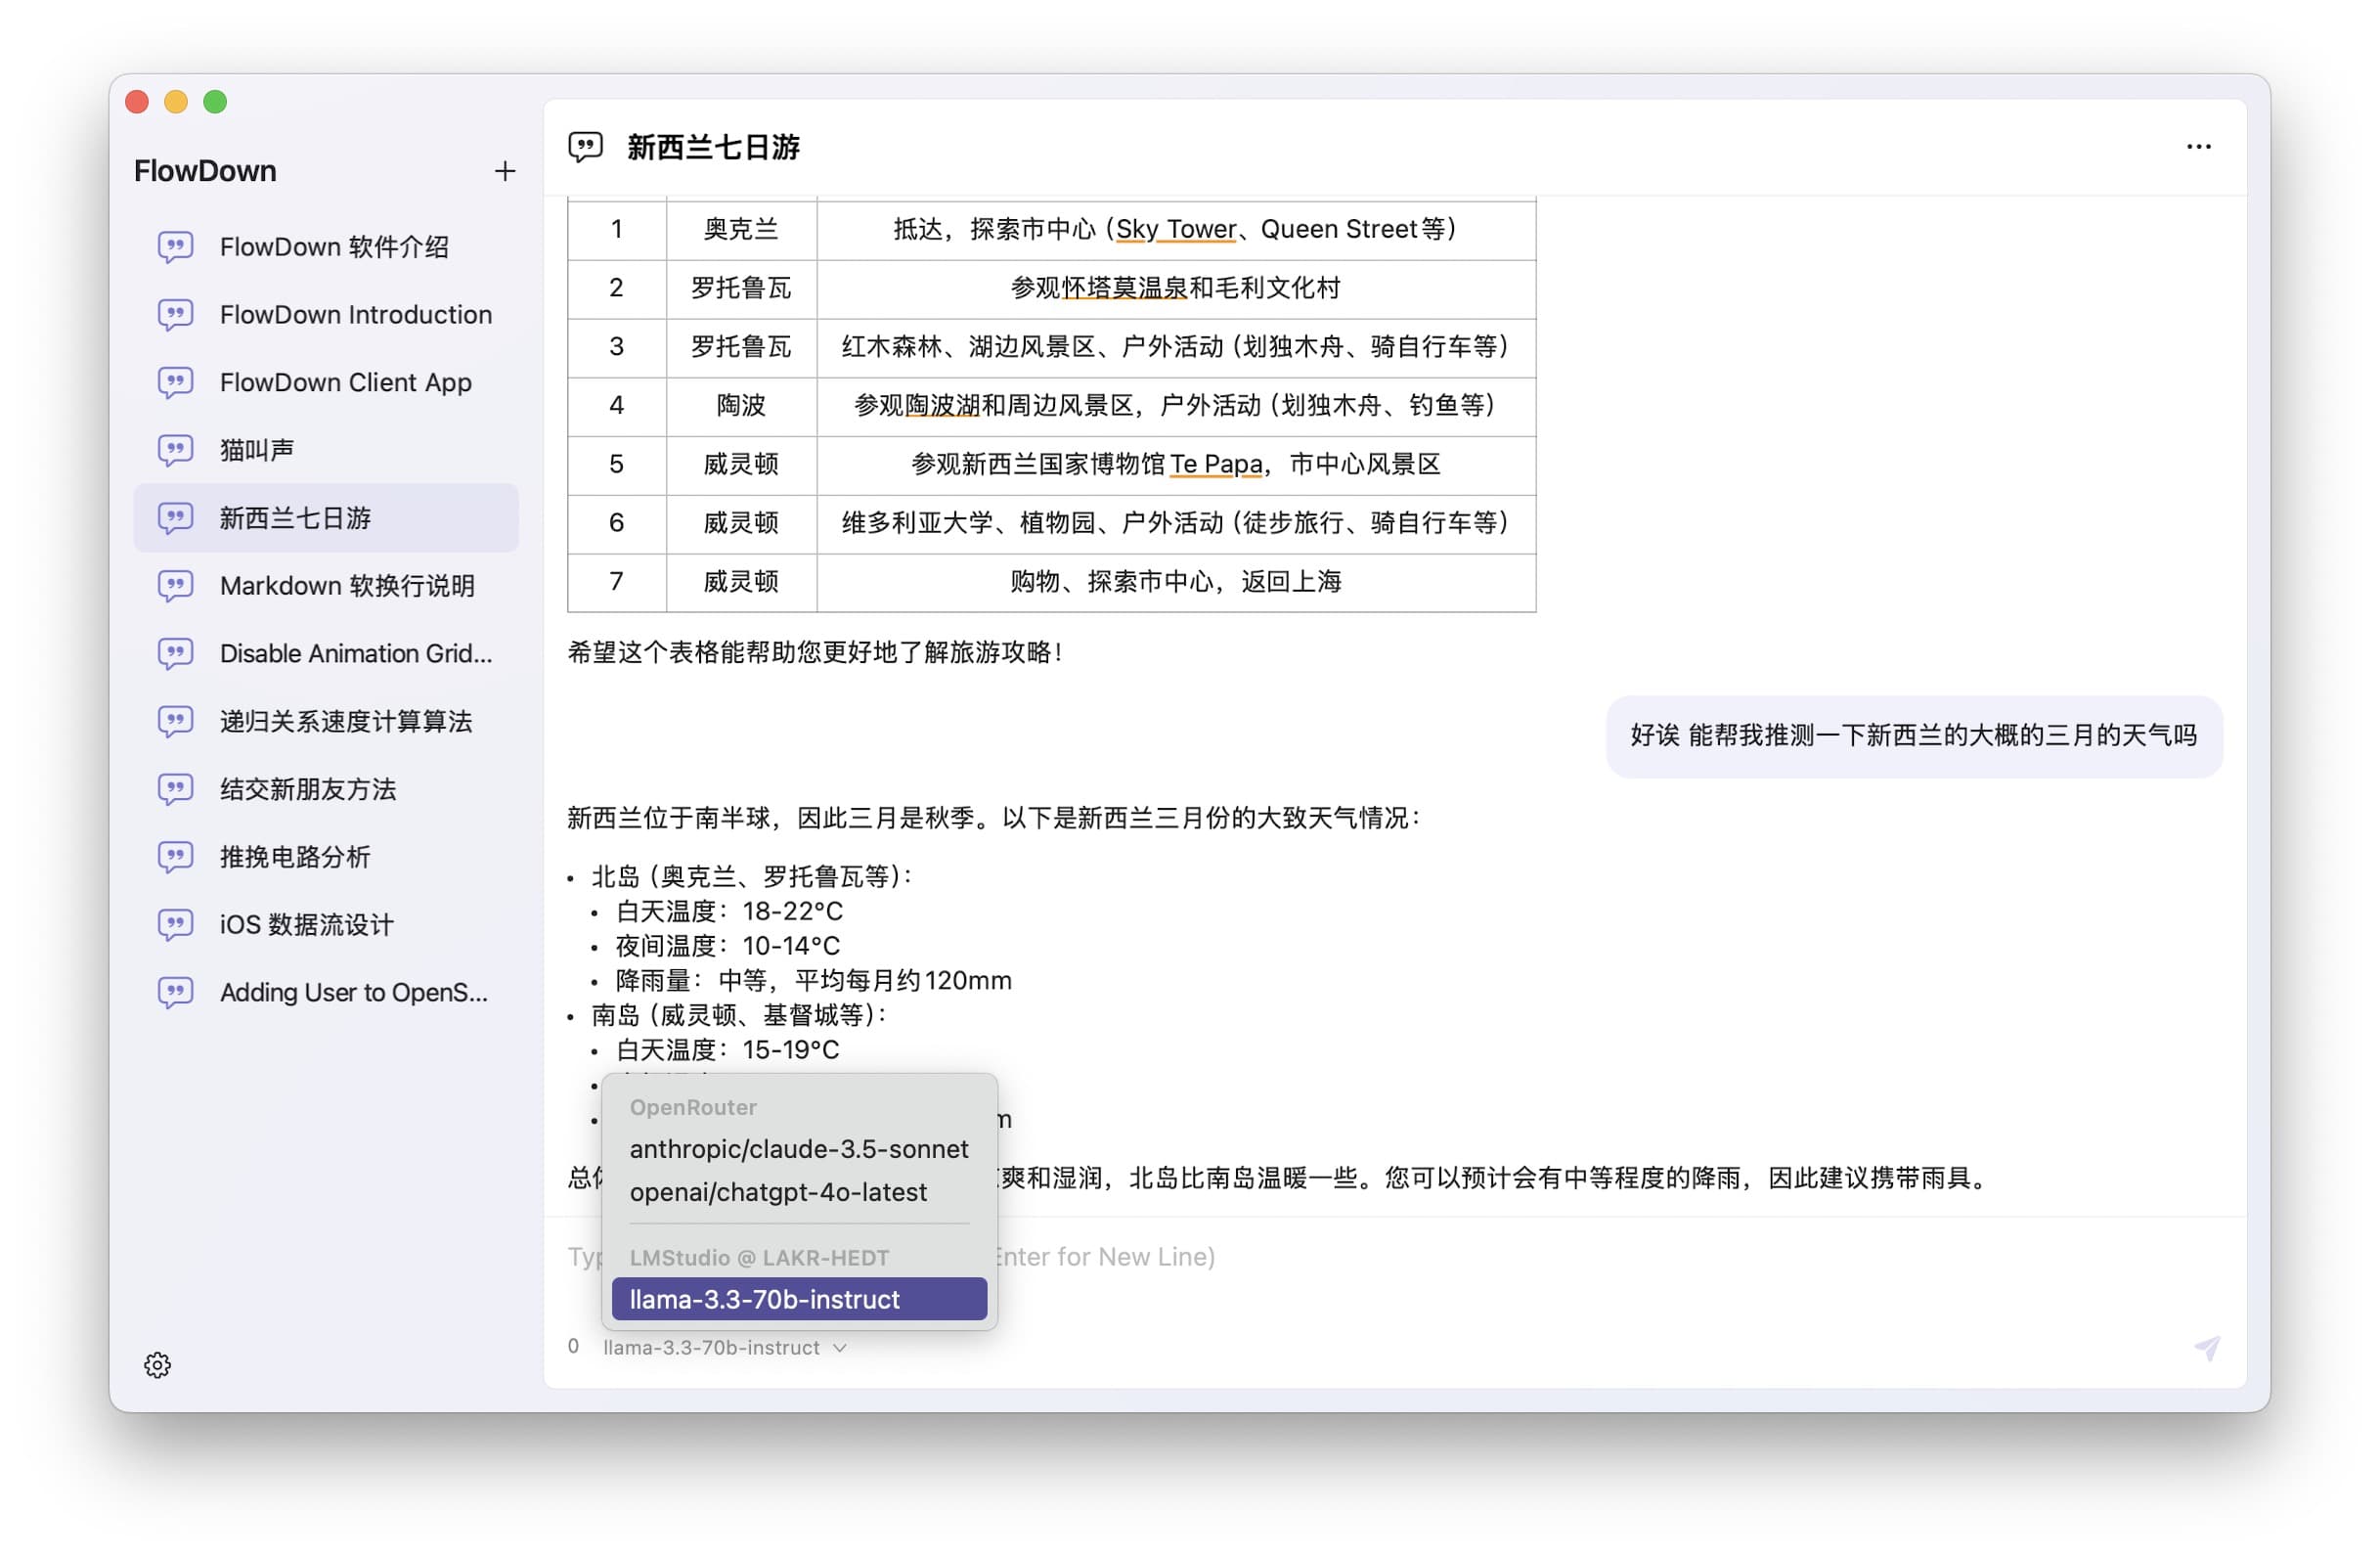 FlowDown
FlowDown 软件介绍
FlowDown Introduction
FlowDown Client App
猫叫声
新西兰七日游
Markdown 软换行说明
Disable Animation Grid...
递归关系速度计算算法
结交新朋友方法
推挽电路分析
iOS 数据流设计
Adding User to OpenS...
新西兰七日游
1 奥克兰 抵达，探索市中心（Sky Tower、Queen Street等）
2 罗托鲁瓦 参观怀塔莫温泉和毛利文化村
3 罗托鲁瓦 红木森林、湖边风景区、户外活动（划独木舟、骑自行车等）
4 陶波 参观陶波湖和周边风景区，户外活动（划独木舟、钓鱼等）
5 威灵顿 参观新西兰国家博物馆Te Papa，市中心风景区
6 威灵顿 维多利亚大学、植物园、户外活动（徒步旅行、骑自行车等）
7 威灵顿 购物、探索市中心，返回上海
希望这个表格能帮助您更好地了解旅游攻略！
好诶 能帮我推测一下新西兰的大概的三月的天气吗
新西兰位于南半球，因此三月是秋季。以下是新西兰三月份的大致天气情况：
• 北岛（奥克兰、罗托鲁瓦等）：
• 白天温度：18-22°C
• 夜间温度：10-14°C
• 降雨量：中等，平均每月约120mm
• 南岛（威灵顿、基督城等）：
• 白天温度：15-19°C
OpenRouter
anthropic/claude-3.5-sonnet
openai/chatgpt-4o-latest
LMStudio @ LAKR-HEDT
llama-3.3-70b-instruct
总 爽和湿润，北岛比南岛温暖一些。您可以预计会有中等程度的降雨，因此建议携带雨具。
Enter for New Line)
0 llama-3.3-70b-instruct